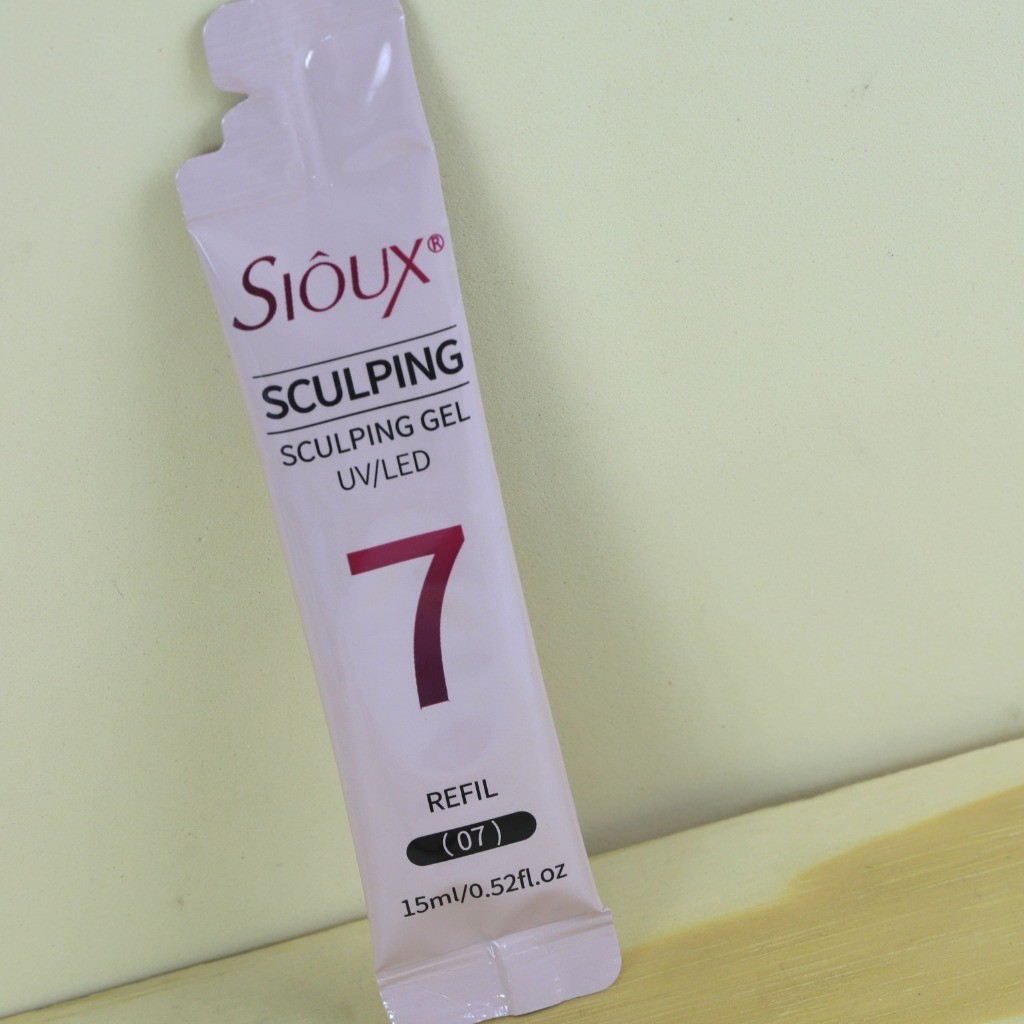 SIÔUX®
SCULPING
SCULPING GEL
UV/LED
7
REFIL
(07)
15ml/0.52fl.oz